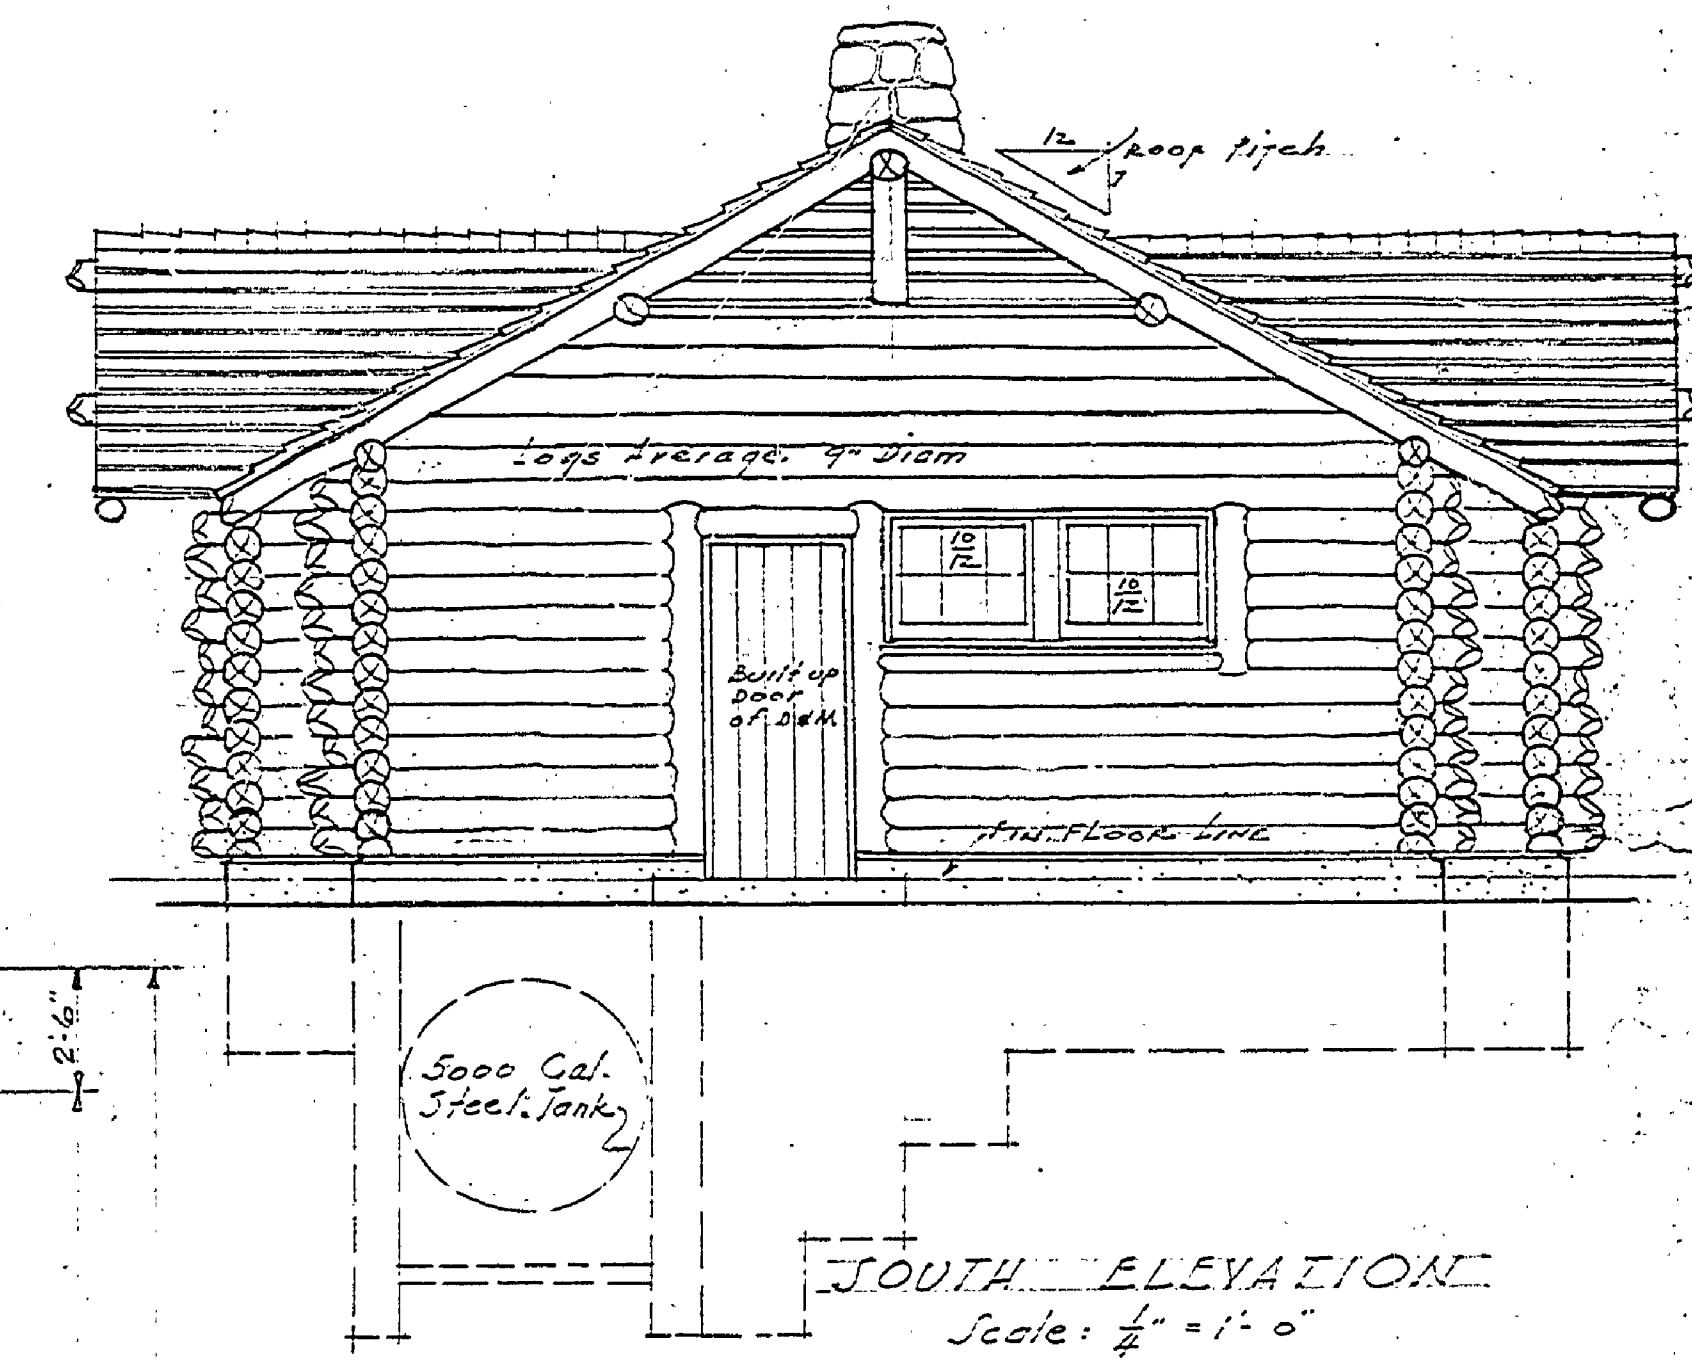 12
Roof Pitch
7
Logs Average 9" Diam
10
12
10
12
Built up
Door
of D&M
Fin. Floor Line
2'-6"
5000 Gal.
Steel Tank
SOUTH ELEVATION
Scale: 1/4" = 1'-0"